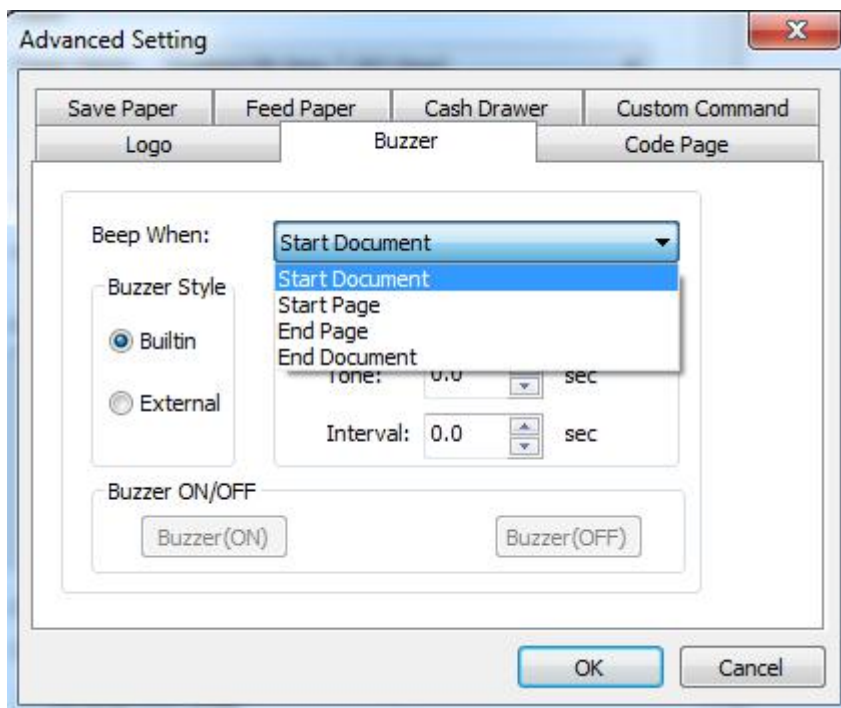 Advanced Setting
Save Paper Feed Paper Cash Drawer Custom Command
Logo Buzzer Code Page
Beep When: Start Document
Start Document
Start Page
End Page
End Document
Buzzer Style
Builtin
External
Tone: 0.0 sec
Interval: 0.0 sec
Buzzer ON/OFF
Buzzer(ON) Buzzer(OFF)
OK Cancel